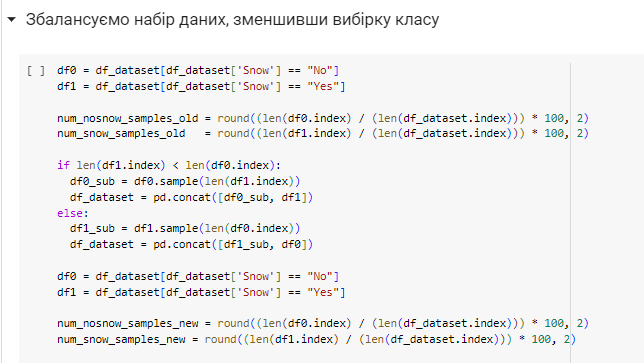 Збалансуємо набір даних, зменшивши вибірку класу
[ ] df0 = df_dataset[df_dataset['Snow'] == "No"]
df1 = df_dataset[df_dataset['Snow'] == "Yes"]
num_nosnow_samples_old = round((len(df0.index) / (len(df_dataset.index))) * 100, 2)
num_snow_samples_old   = round((len(df1.index) / (len(df_dataset.index))) * 100, 2)
if len(df1.index) < len(df0.index):
  df0_sub = df0.sample(len(df1.index))
  df_dataset = pd.concat([df0_sub, df1])
else:
  df1_sub = df1.sample(len(df0.index))
  df_dataset = pd.concat([df1_sub, df0])
df0 = df_dataset[df_dataset['Snow'] == "No"]
df1 = df_dataset[df_dataset['Snow'] == "Yes"]
num_nosnow_samples_new = round((len(df0.index) / (len(df_dataset.index))) * 100, 2)
num_snow_samples_new = round((len(df1.index) / (len(df_dataset.index))) * 100, 2)